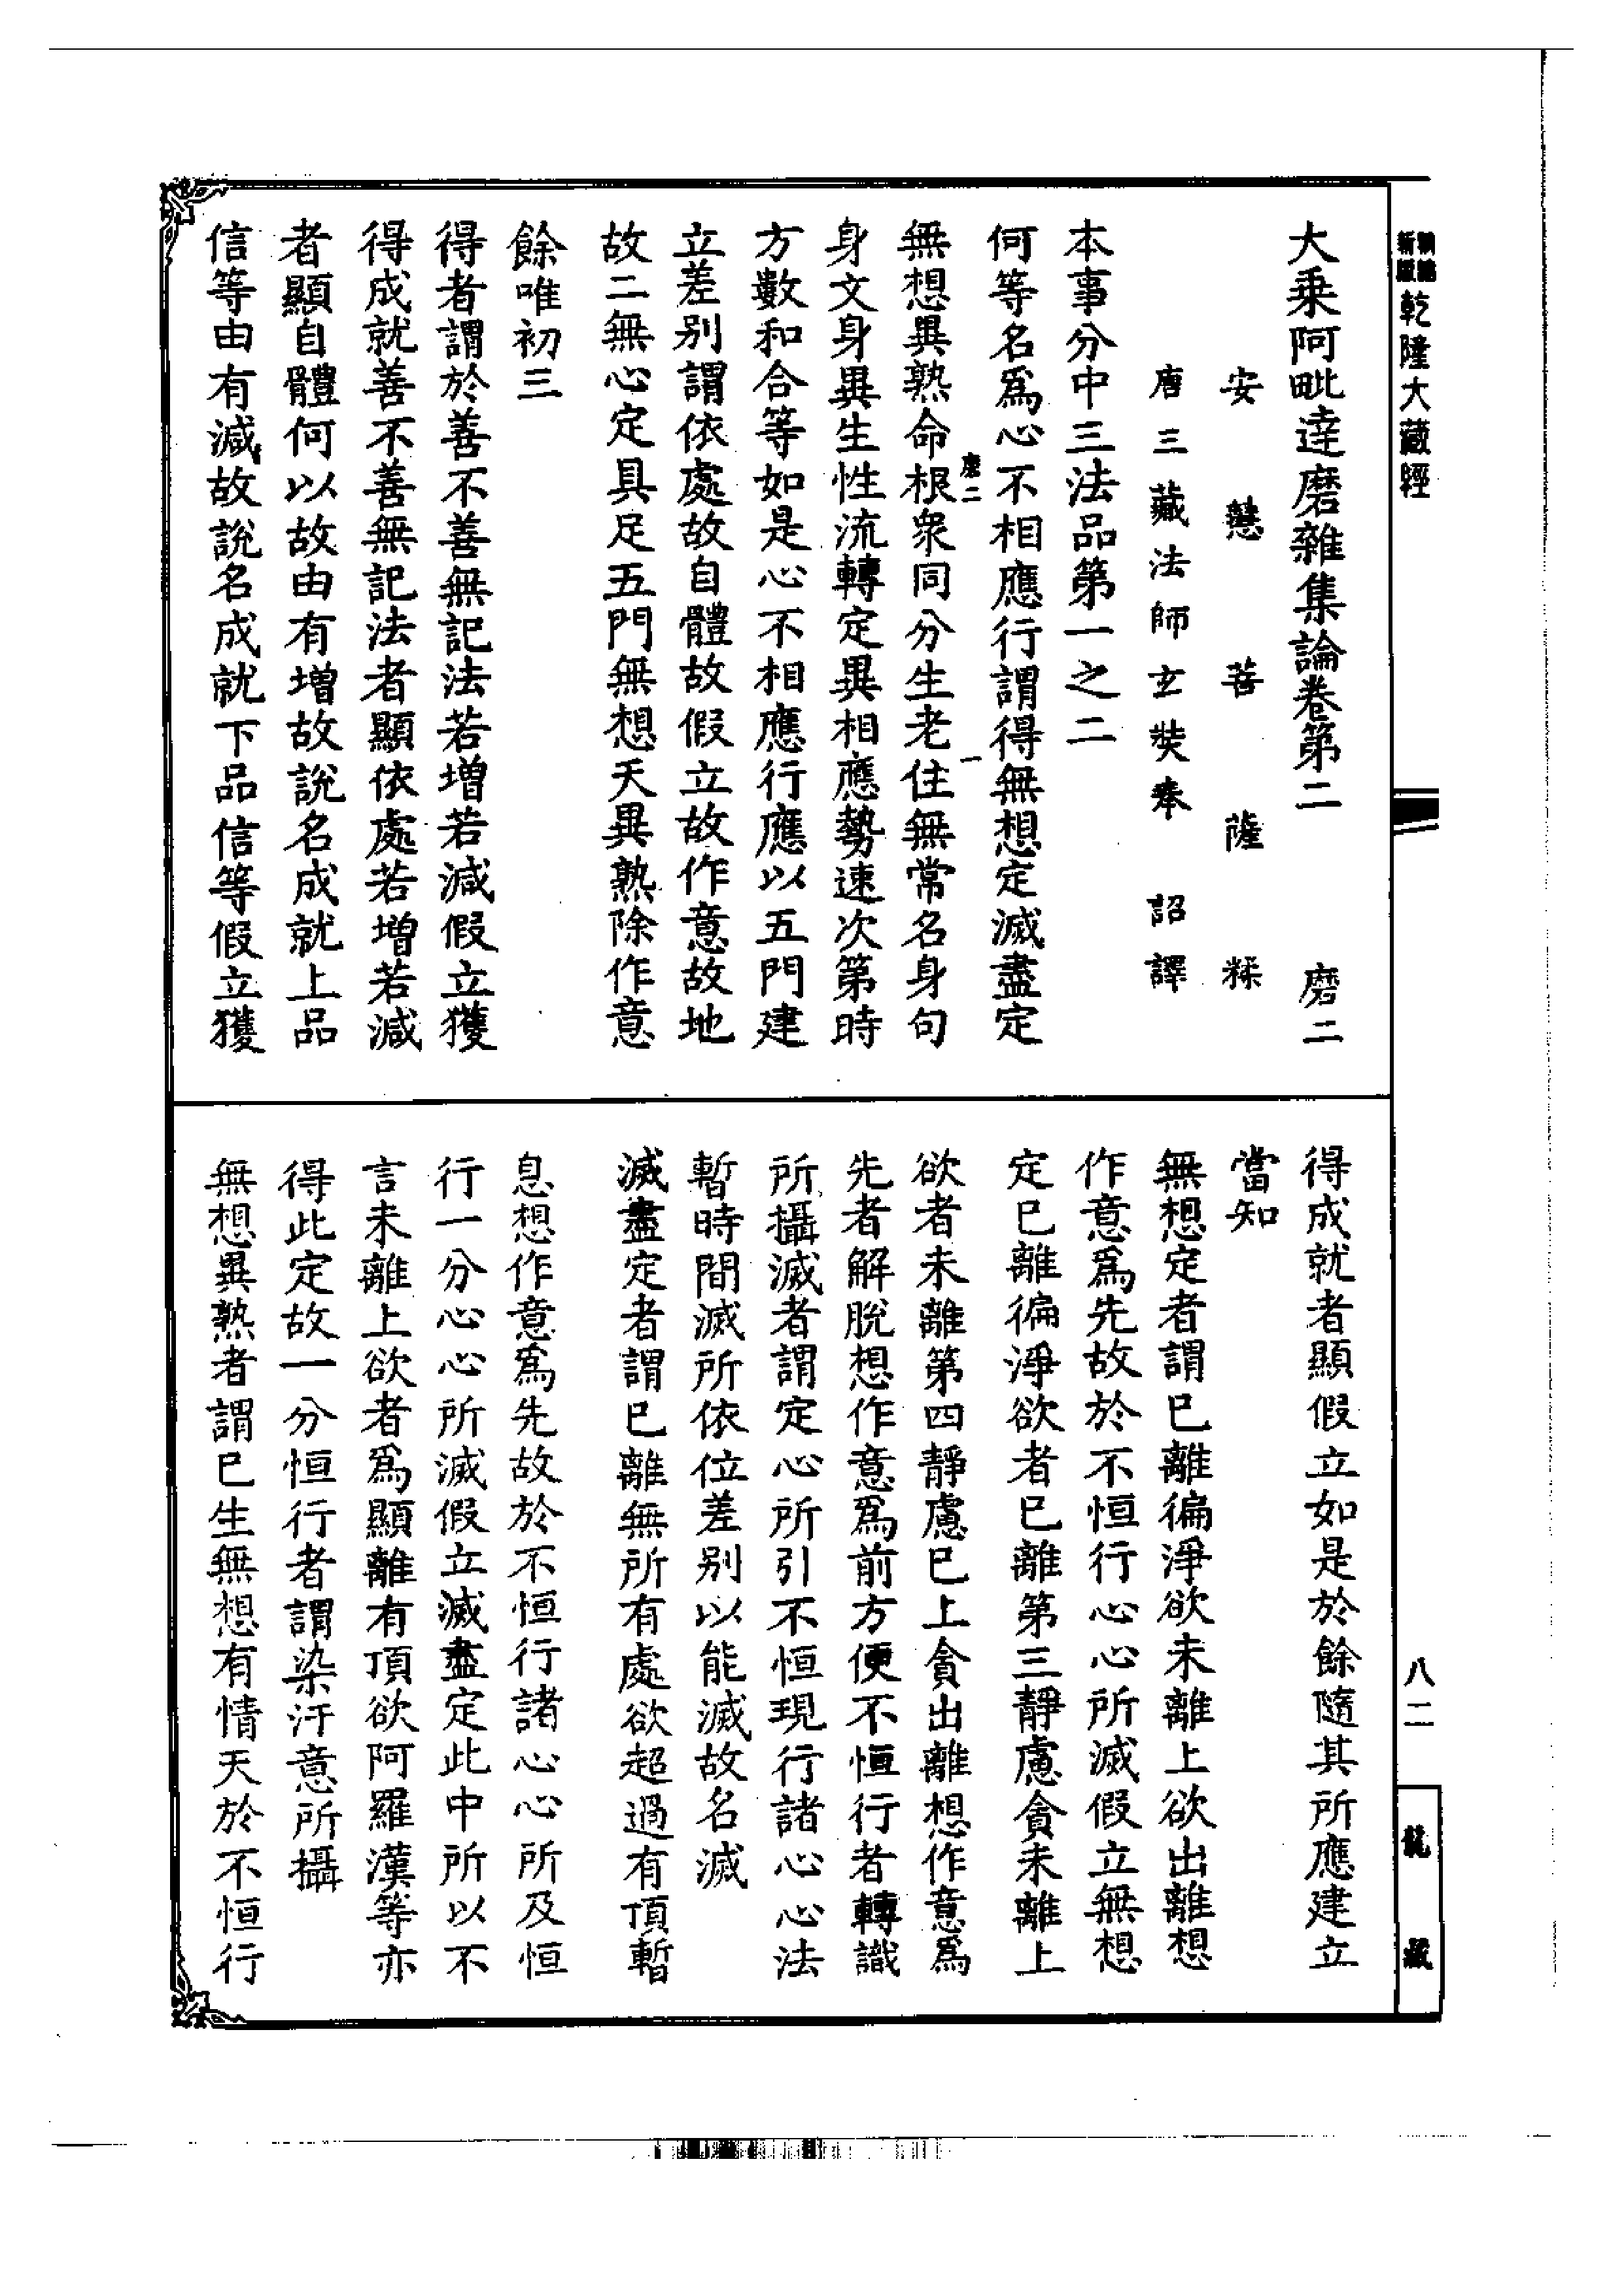 乾隆大藏經
大乘阿毗達磨雜集論卷第二 磨二
安慧菩薩糅
唐三藏法師玄奘奉 詔譯
本事分中三法品第一之二
何等名爲心不相應行謂得無想定滅盡定
磨二 一
無想異熟命根衆同分生老住無常名身句
身文身異生性流轉定異相應勢速次第時
方數和合等如是心不相應行應以五門建
立差别謂依處故自體故假立故作意故地
故二無心定具足五門無想天異熟除作意
餘唯初三
得者謂於善不善無記法若增若減假立獲
得成就善不善無記法者顯依處若增若減
者顯自體何以故由有增故說名成就上品
信等由有減故說名成就下品信等假立獲
得成就者顯假立如是於餘隨其所應建立
當知
無想定者謂已離徧淨欲未離上欲出離想
作意爲先故於不恒行心心所滅假立無想
定已離徧淨欲者已離第三靜慮貪未離上
欲者未離第四靜慮已上貪出離想作意爲
先者解脫想作意爲前方便不恒行者轉識
所攝滅者謂定心所引不恒現行諸心心法
暫時間滅所依位差别以能滅故名滅
滅盡定者謂已離無所有處欲超過有頂暫
息想作意爲先故於不恒行諸心心所及恒
行一分心心所滅假立滅盡定此中所以不
言未離上欲者爲顯離有頂欲阿羅漢等亦
得此定故一分恒行者謂染汙意所攝
無想異熟者謂已生無想有情天於不恒行
八二
龍藏